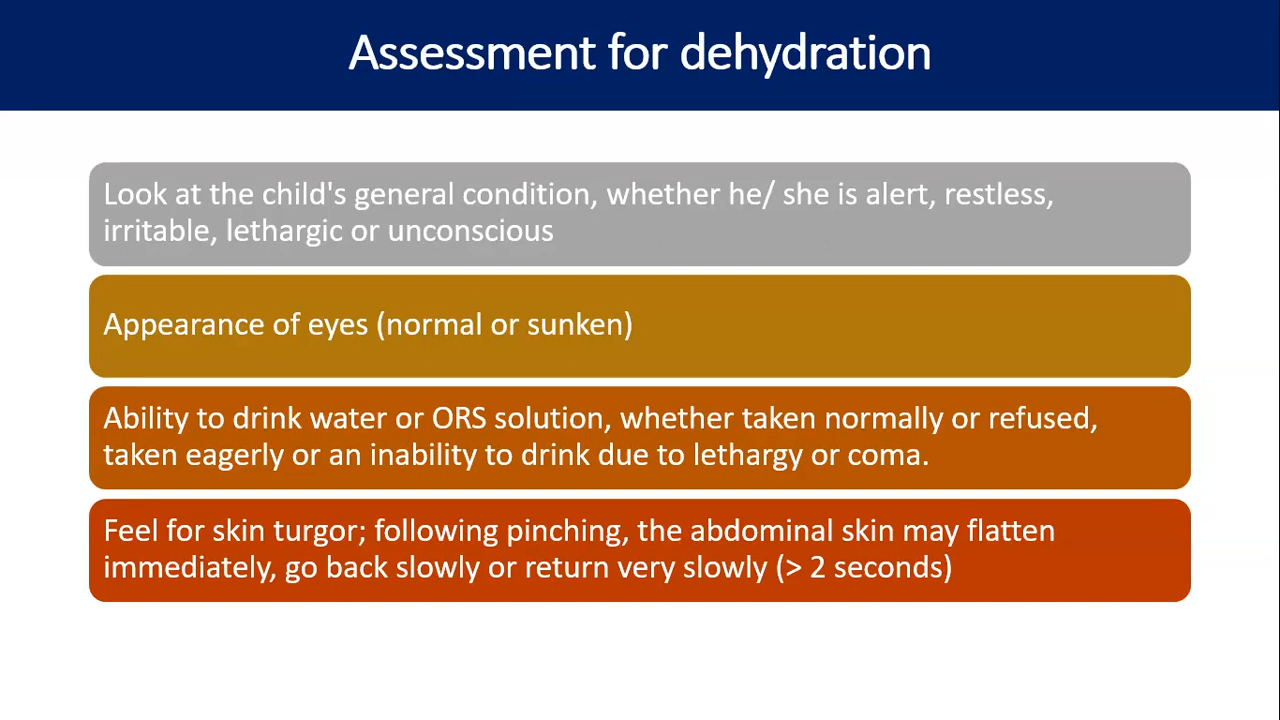 Assessment for dehydration
Look at the child's general condition, whether he/ she is alert, restless,
irritable, lethargic or unconscious
Appearance of eyes (normal or sunken)
Ability to drink water or ORS solution, whether taken normally or refused,
taken eagerly or an inability to drink due to lethargy or coma.
Feel for skin turgor; following pinching, the abdominal skin may flatten
immediately, go back slowly or return very slowly (> 2 seconds)